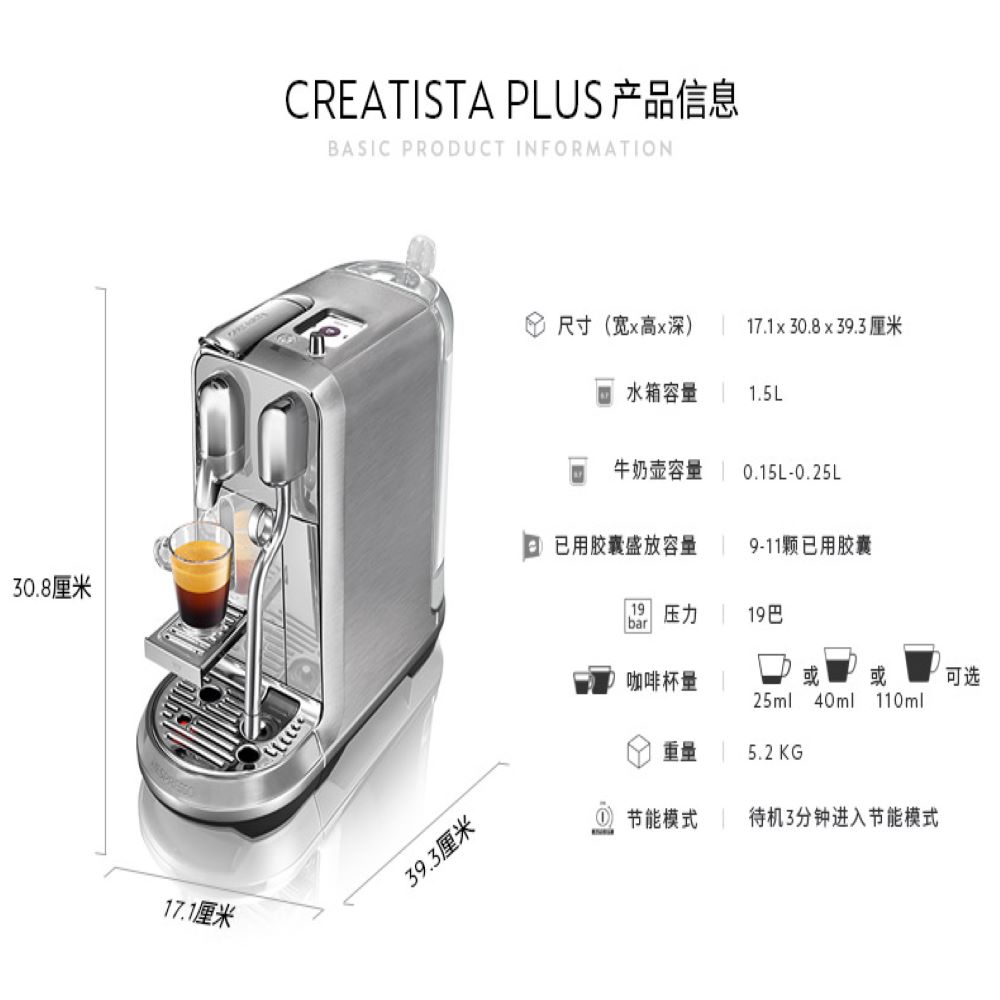 CREATISTA PLUS 产品信息
BASIC PRODUCT INFORMATION
尺寸（宽x高x深） 17.1 x 30.8 x 39.3 厘米
水箱容量 1.5L
牛奶壶容量 0.15L-0.25L
已用胶囊盛放容量 9-11颗已用胶囊
19 bar 压力 19巴
咖啡杯量 或 或 可选
25ml 40ml 110ml
重量 5.2 KG
节能模式 待机3分钟进入节能模式
30.8厘米
17.1厘米
39.3厘米
NESPRESSO